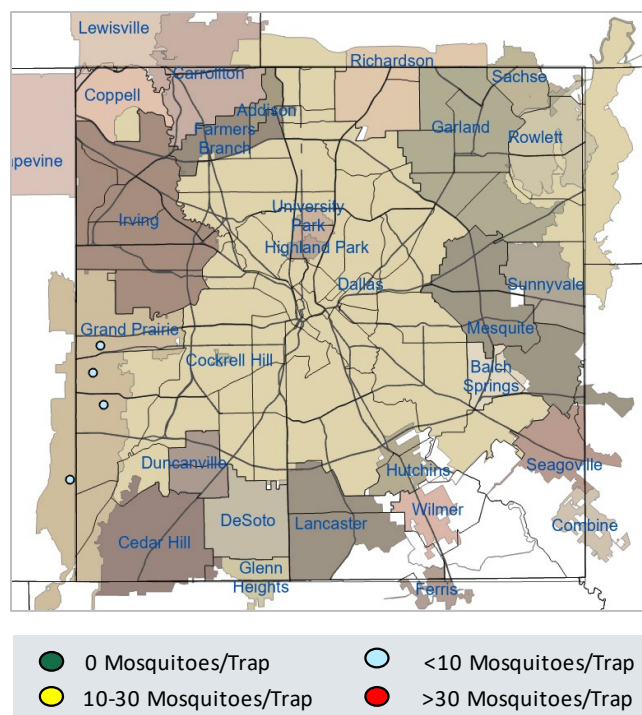 Lewisville
Carrollton
Richardson
Sachse
Coppell
Addison
Farmers
Branch
Garland
Rowlett
apevine
Irving
University
Park
Highland Park
Dallas
Sunnyvale
Grand Prairie
Mesquite
Cockrell Hill
Balch
Springs
Duncanville
Hutchins
Seagoville
DeSoto
Lancaster
Wilmer
Combine
Cedar Hill
Glenn
Heights
Ferris
0 Mosquitoes/Trap
<10 Mosquitoes/Trap
10-30 Mosquitoes/Trap
>30 Mosquitoes/Trap